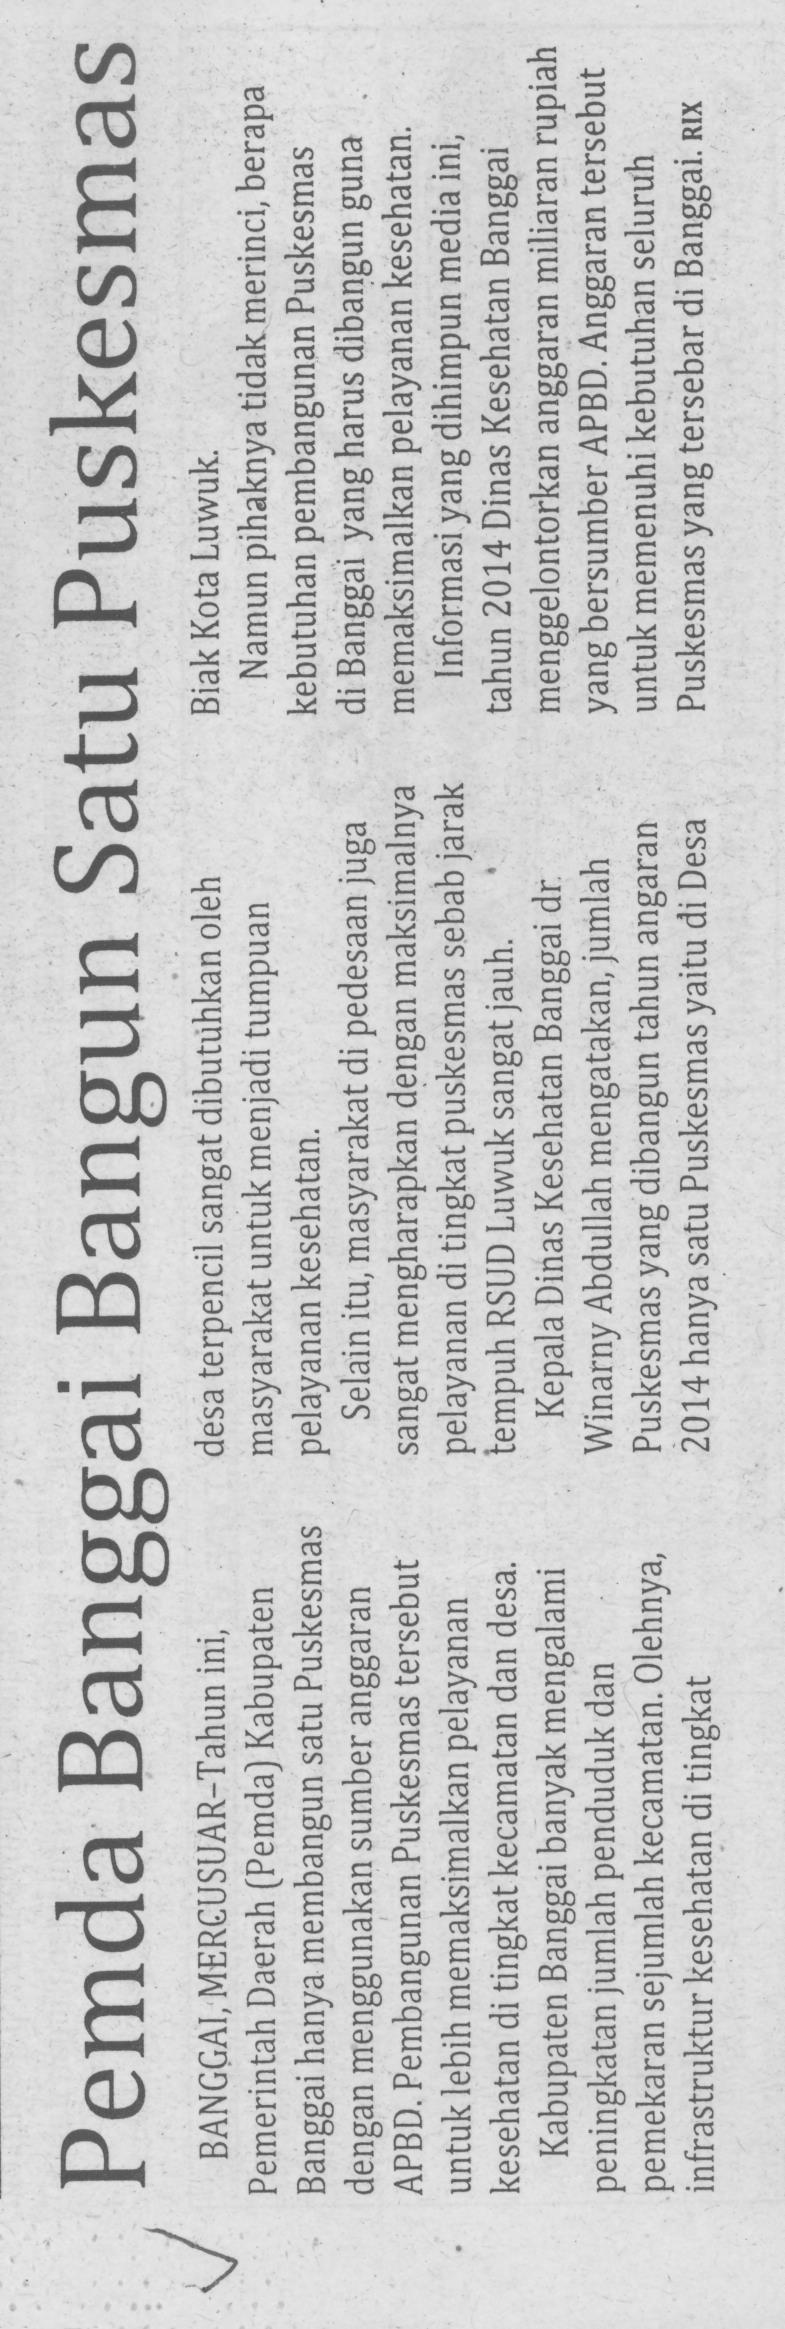 Pemda Banggai Bangun Satu Puskesmas
BANGGAI, MERCUSUAR–Tahun ini,
Pemerintah Daerah (Pemda) Kabupaten
Banggai hanya membangun satu Puskesmas
dengan menggunakan sumber anggaran
APBD. Pembangunan Puskesmas tersebut
untuk lebih memaksimalkan pelayanan
kesehatan di tingkat kecamatan dan desa.
Kabupaten Banggai banyak mengalami
peningkatan jumlah penduduk dan
pemekaran sejumlah kecamatan. Olehnya,
infrastruktur kesehatan di tingkat
desa terpencil sangat dibutuhkan oleh
masyarakat untuk menjadi tumpuan
pelayanan kesehatan.
Selain itu, masyarakat di pedesaan juga
sangat mengharapkan dengan maksimalnya
pelayanan di tingkat puskesmas sebab jarak
tempuh RSUD Luwuk sangat jauh.
Kepala Dinas Kesehatan Banggai dr
Winarny Abdullah mengatakan, jumlah
Puskesmas yang dibangun tahun angaran
2014 hanya satu Puskesmas yaitu di Desa
Biak Kota Luwuk.
Namun pihaknya tidak merinci, berapa
kebutuhan pembangunan Puskesmas
di Banggai yang harus dibangun guna
memaksimalkan pelayanan kesehatan.
Informasi yang dihimpun media ini,
tahun 2014 Dinas Kesehatan Banggai
menggelontorkan anggaran miliaran rupiah
yang bersumber APBD. Anggaran tersebut
untuk memenuhi kebutuhan seluruh
Puskesmas yang tersebar di Banggai. RIX